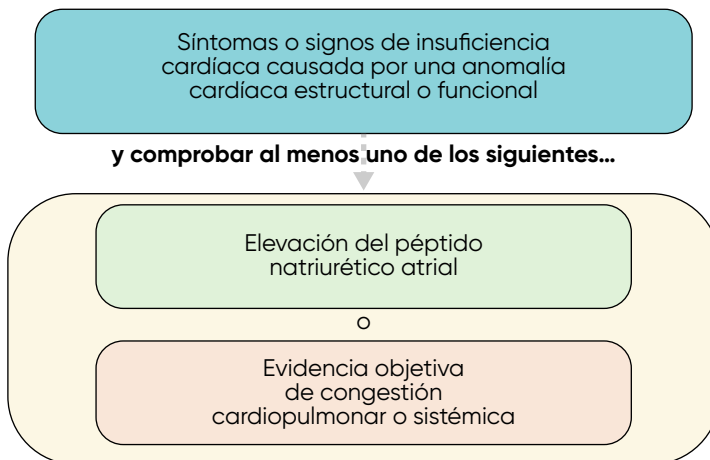 Síntomas o signos de insuficiencia
cardíaca causada por una anomalía
cardíaca estructural o funcional
y comprobar al menos uno de los siguientes...
Elevación del péptido
natriurético atrial
o
Evidencia objetiva
de congestión
cardiopulmonar o sistémica